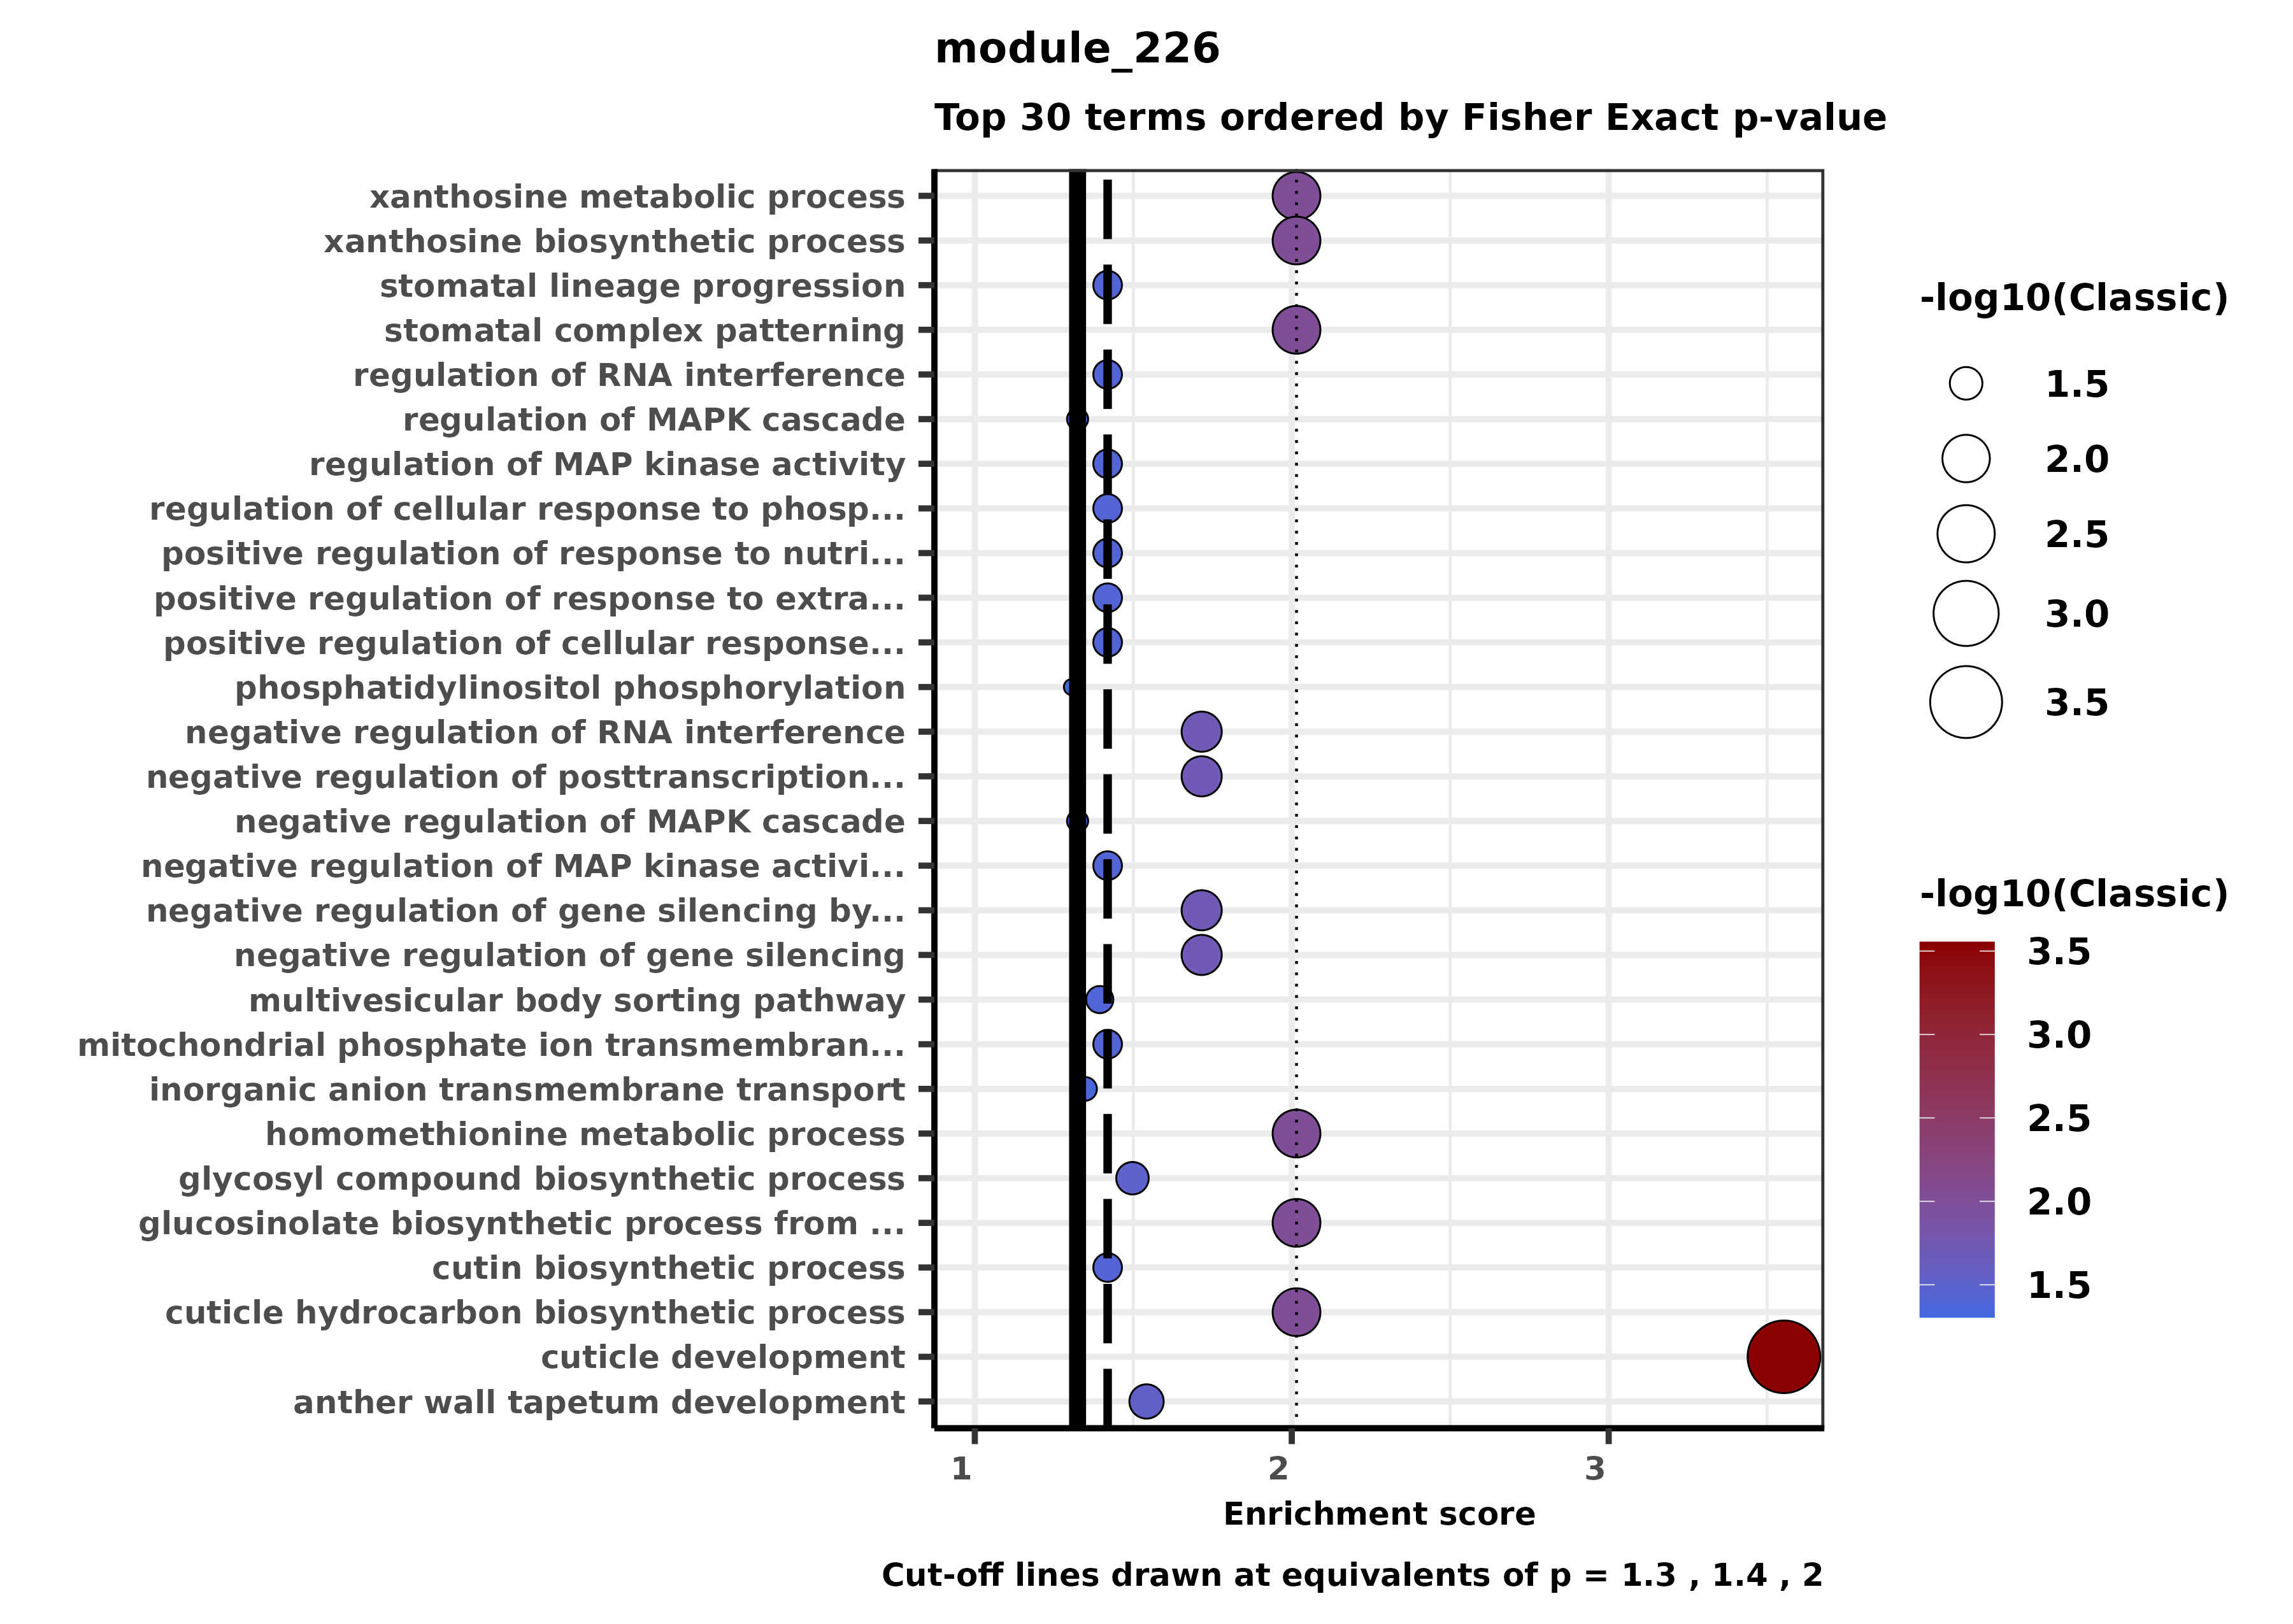 module_226
Top 30 terms ordered by Fisher Exact p-value
xanthosine metabolic process
xanthosine biosynthetic process
stomatal lineage progression
stomatal complex patterning
regulation of RNA interference
regulation of MAPK cascade
regulation of MAP kinase activity
regulation of cellular response to phosp...
positive regulation of response to nutri...
positive regulation of response to extra...
positive regulation of cellular response...
phosphatidylinositol phosphorylation
negative regulation of RNA interference
negative regulation of posttranscription...
negative regulation of MAPK cascade
negative regulation of MAP kinase activi...
negative regulation of gene silencing by...
negative regulation of gene silencing
multivesicular body sorting pathway
mitochondrial phosphate ion transmembran...
inorganic anion transmembrane transport
homomethionine metabolic process
glycosyl compound biosynthetic process
glucosinolate biosynthetic process from ...
cutin biosynthetic process
cuticle hydrocarbon biosynthetic process
cuticle development
anther wall tapetum development
1 2 3
Enrichment score
Cut-off lines drawn at equivalents of p = 1.3 , 1.4 , 2
-log10(Classic)
1.5
2.0
2.5
3.0
3.5
-log10(Classic)
3.5
3.0
2.5
2.0
1.5